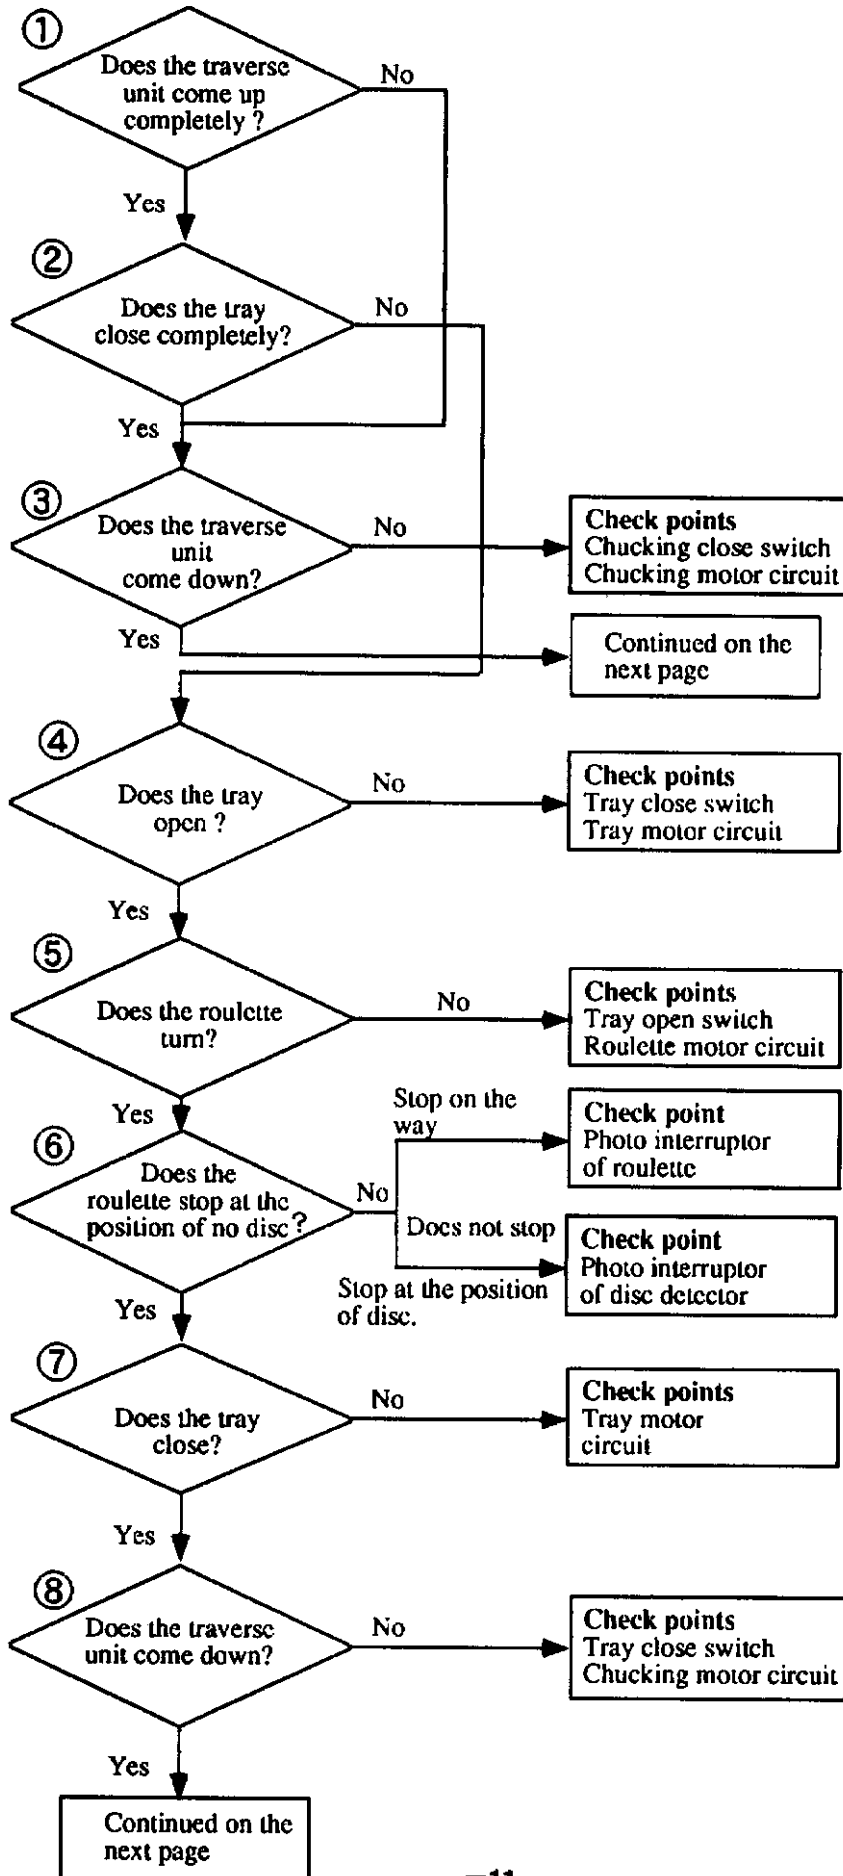 ①
Does the traverse
unit come up
completely ?
No
Yes
②
Does the tray
close completely?
No
Yes
③
Does the traverse
unit
come down?
No
Check points
Chucking close switch
Chucking motor circuit
Yes
Continued on the
next page
④
Does the tray
open ?
No
Check points
Tray close switch
Tray motor circuit
Yes
⑤
Does the roulette
turn?
No
Check points
Tray open switch
Roulette motor circuit
Yes
⑥
Does the
roulette stop at the
position of no disc?
No
Stop on the
way
Check point
Photo interruptor
of roulette
Does not stop
Stop at the position
of disc.
Check point
Photo interruptor
of disc detector
Yes
⑦
Does the tray
close?
No
Check points
Tray motor
circuit
Yes
⑧
Does the traverse
unit come down?
No
Check points
Tray close switch
Chucking motor circuit
Yes
Continued on the
next page